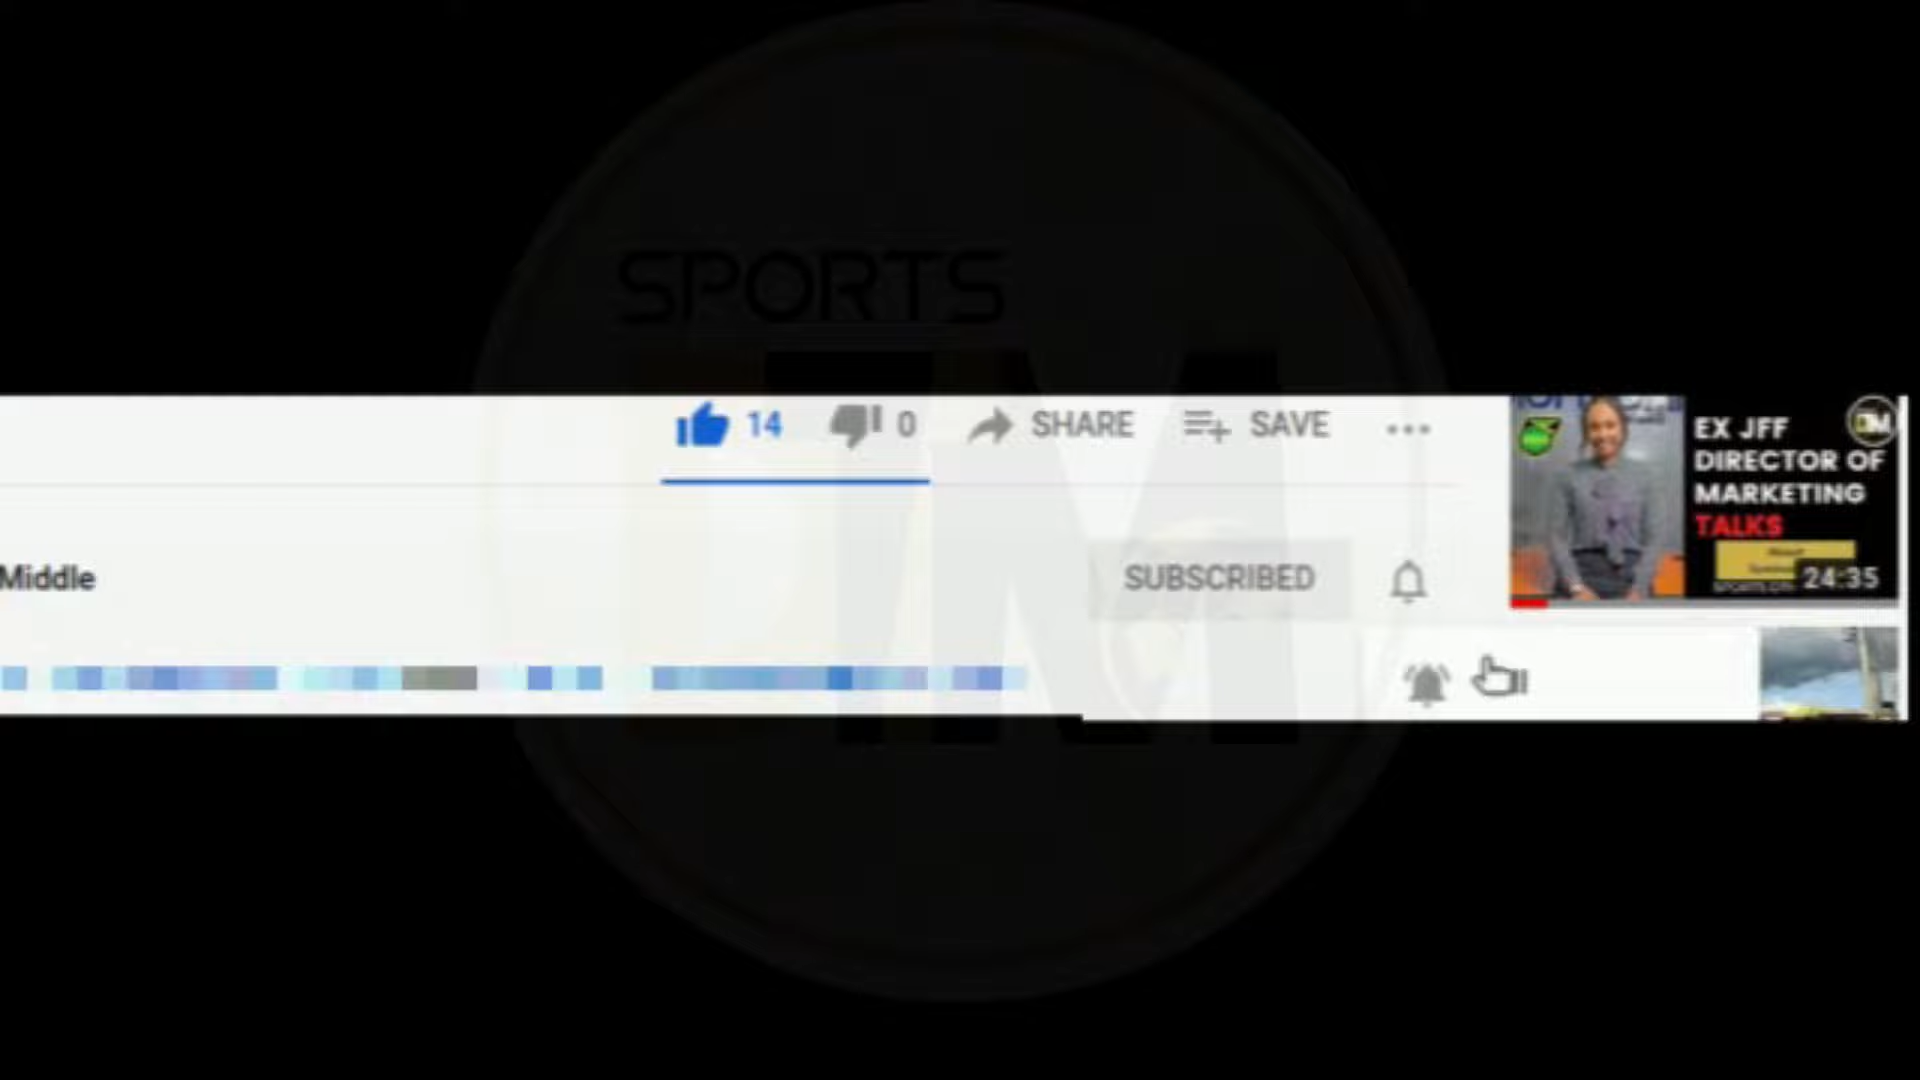 SPORTS
M
14 0 SHARE SAVE
Middle
SUBSCRIBED
EX JFF
DIRECTOR OF
MARKETING
TALKS
24:35